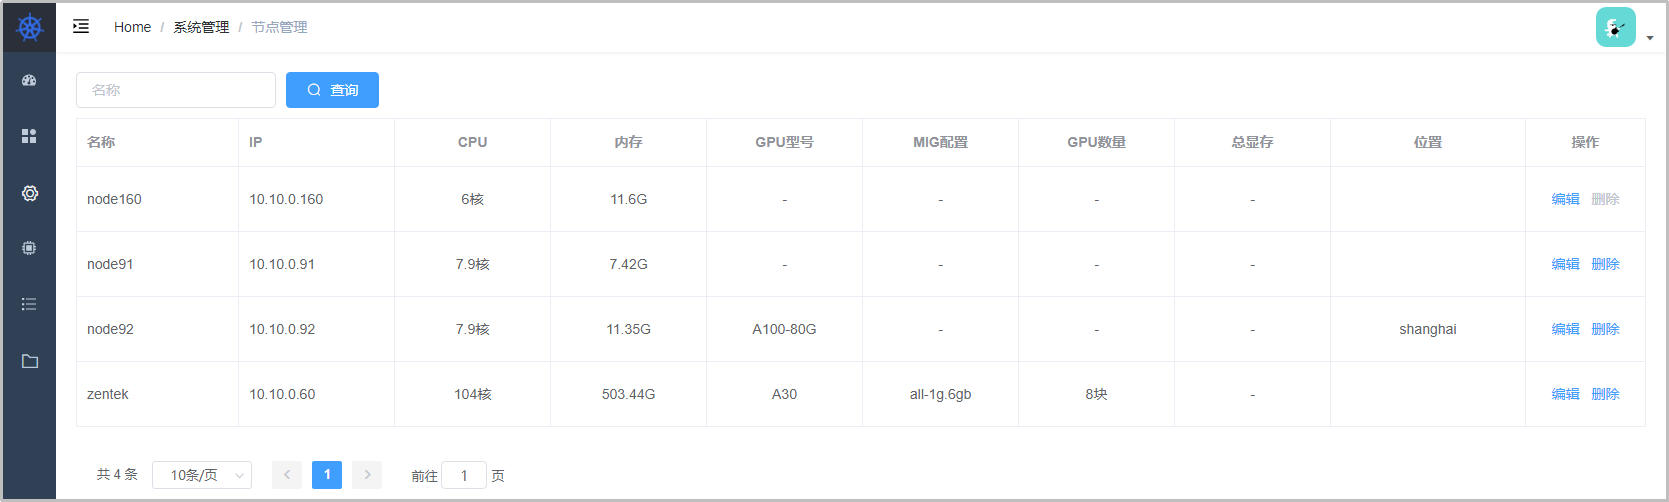 Home / 系统管理 / 节点管理
名称 查询
名称 IP CPU 内存 GPU型号 MIG配置 GPU数量 总显存 位置 操作
node160 10.10.0.160 6核 11.6G - - - - 编辑 删除
node91 10.10.0.91 7.9核 7.42G - - - - 编辑 删除
node92 10.10.0.92 7.9核 11.35G A100-80G - - - shanghai 编辑 删除
zentek 10.10.0.60 104核 503.44G A30 all-1g.6gb 8块 - 编辑 删除
共 4 条 10条/页 1 前往 1 页